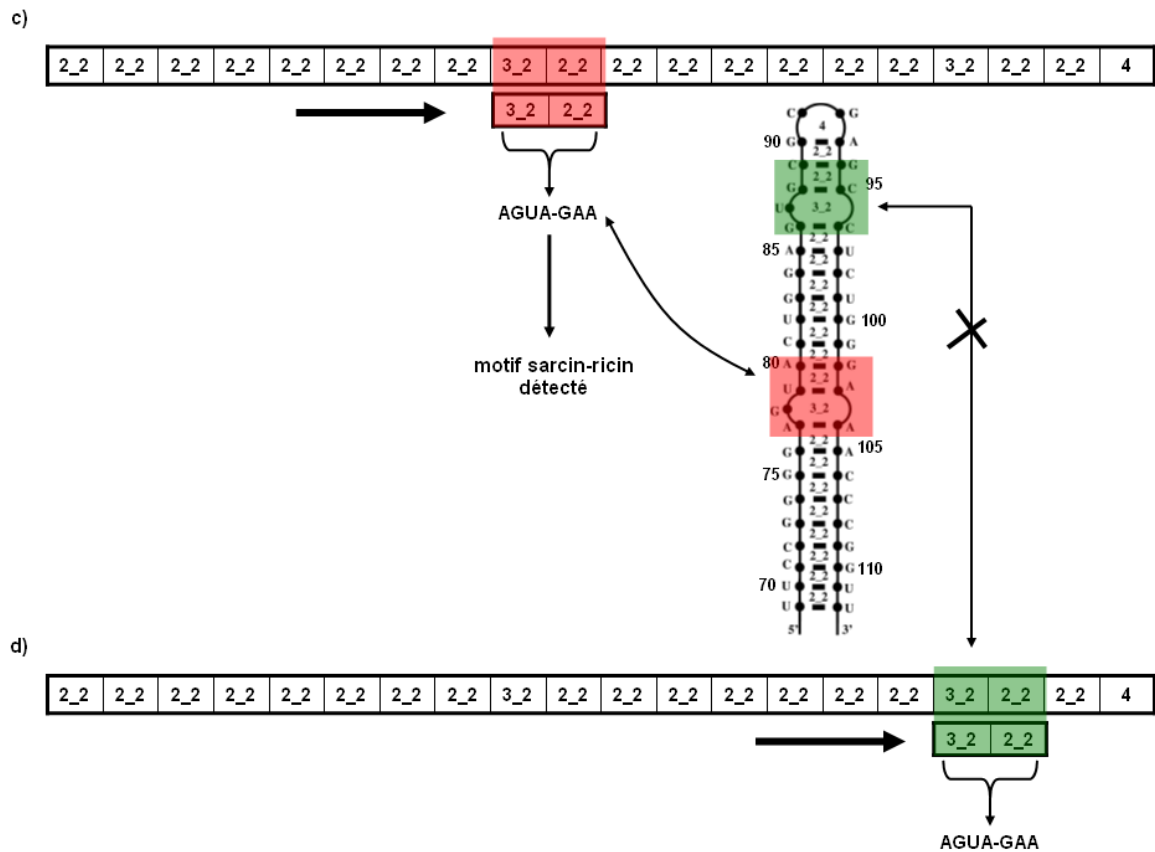 c)
2_2 2_2 2_2 2_2 2_2 2_2 2_2 2_2 3_2 2_2 2_2 2_2 2_2 2_2 2_2 2_2 3_2 2_2 2_2 4
3_2 2_2
AGUA-GAA
motif sarcin-ricin
détecté
C G
4
90 G A
2_2
C G
2_2
G C 95
U 3_2
G C
2_2
85 A U
2_2
G C
2_2
G U
2_2
U G 100
2_2
C G
2_2
80 A G
2_2
U A
G 3_2
A A
2_2
G A 105
2_2
75 G C
2_2
G C
2_2
G C
2_2
C G
2_2
C G 110
2_2
70 U U
2_2
U U
5' 3'
d)
2_2 2_2 2_2 2_2 2_2 2_2 2_2 2_2 3_2 2_2 2_2 2_2 2_2 2_2 2_2 2_2 3_2 2_2 2_2 4
3_2 2_2
AGUA-GAA